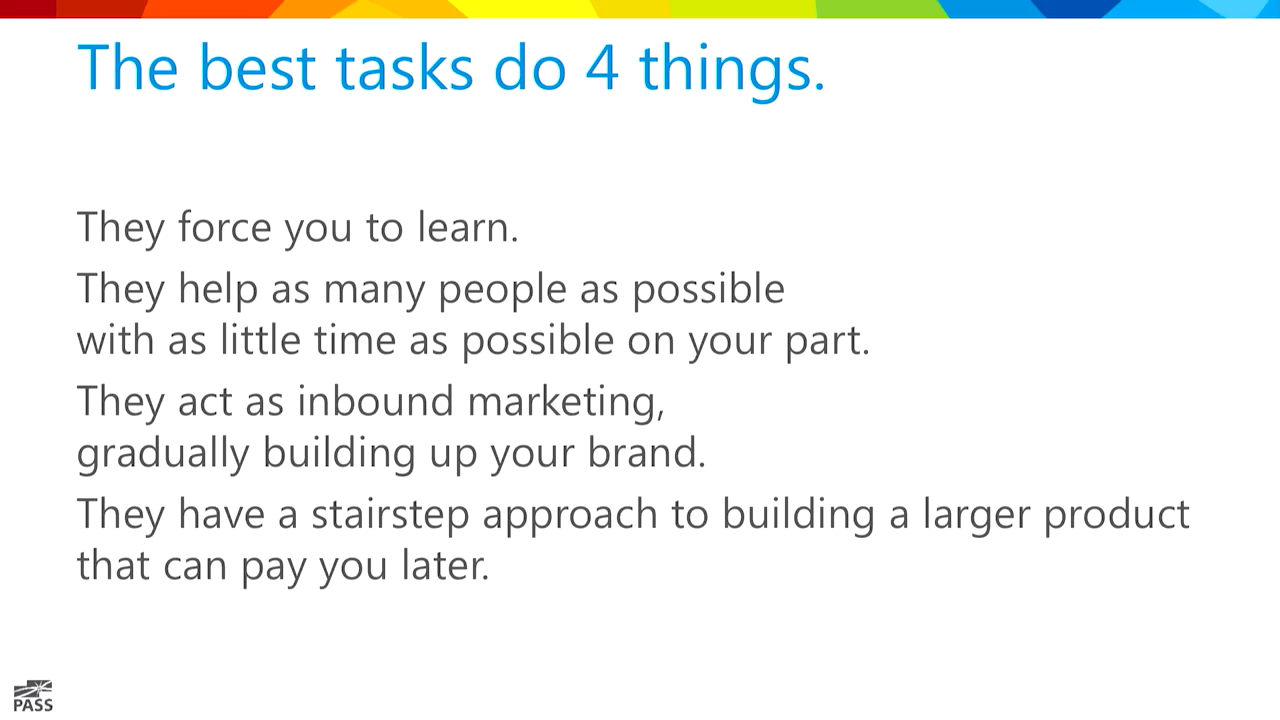 The best tasks do 4 things.
They force you to learn.
They help as many people as possible
with as little time as possible on your part.
They act as inbound marketing,
gradually building up your brand.
They have a stairstep approach to building a larger product
that can pay you later.
PASS